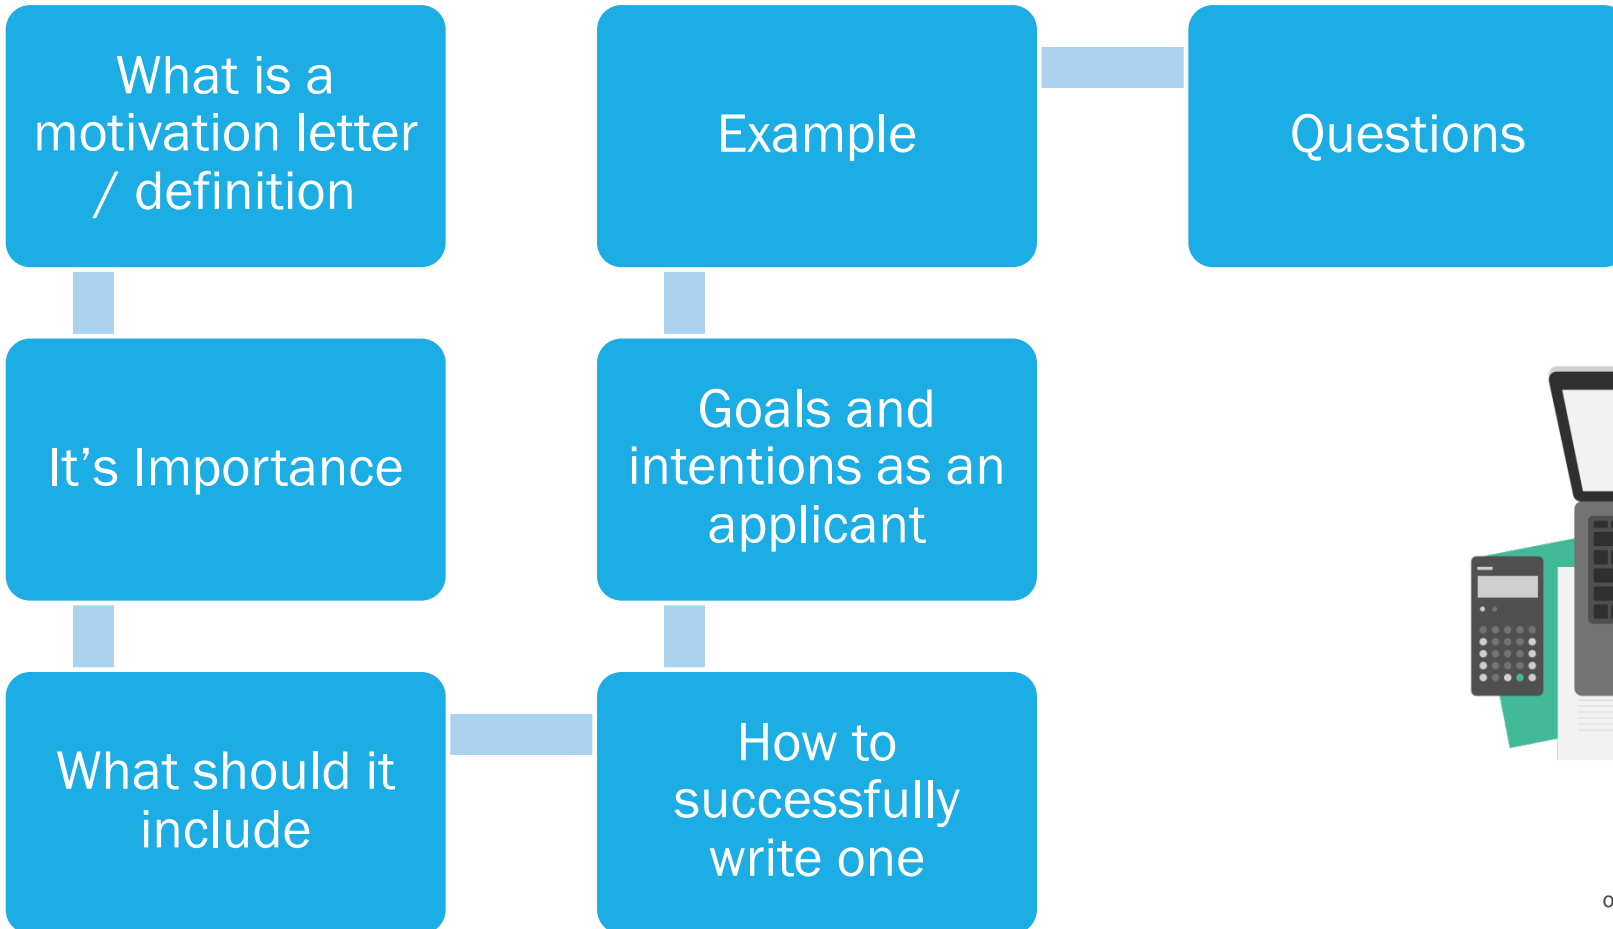 What is a
motivation letter
/ definition
It’s Importance
What should it
include
How to
successfully
write one
Goals and
intentions as an
applicant
Example
Questions